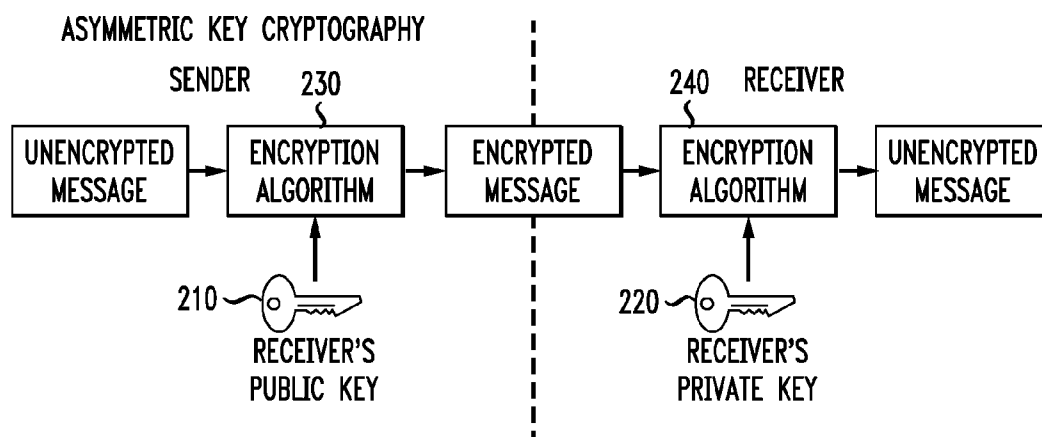 ASYMMETRIC KEY CRYPTOGRAPHY
SENDER
230
240
RECEIVER
UNENCRYPTED
MESSAGE
ENCRYPTION
ALGORITHM
ENCRYPTED
MESSAGE
ENCRYPTION
ALGORITHM
UNENCRYPTED
MESSAGE
210
RECEIVER'S
PUBLIC KEY
220
RECEIVER'S
PRIVATE KEY